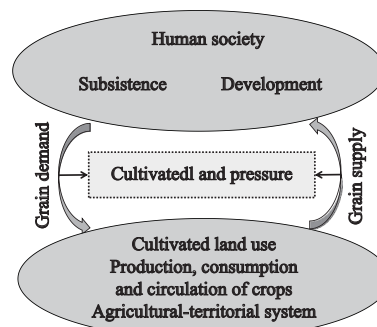 Human society
Subsistence Development
Grain demand
Cultivatedl and pressure
Grain supply
Cultivated land use
Production, consumption
and circulation of crops
Agricultural-territorial system